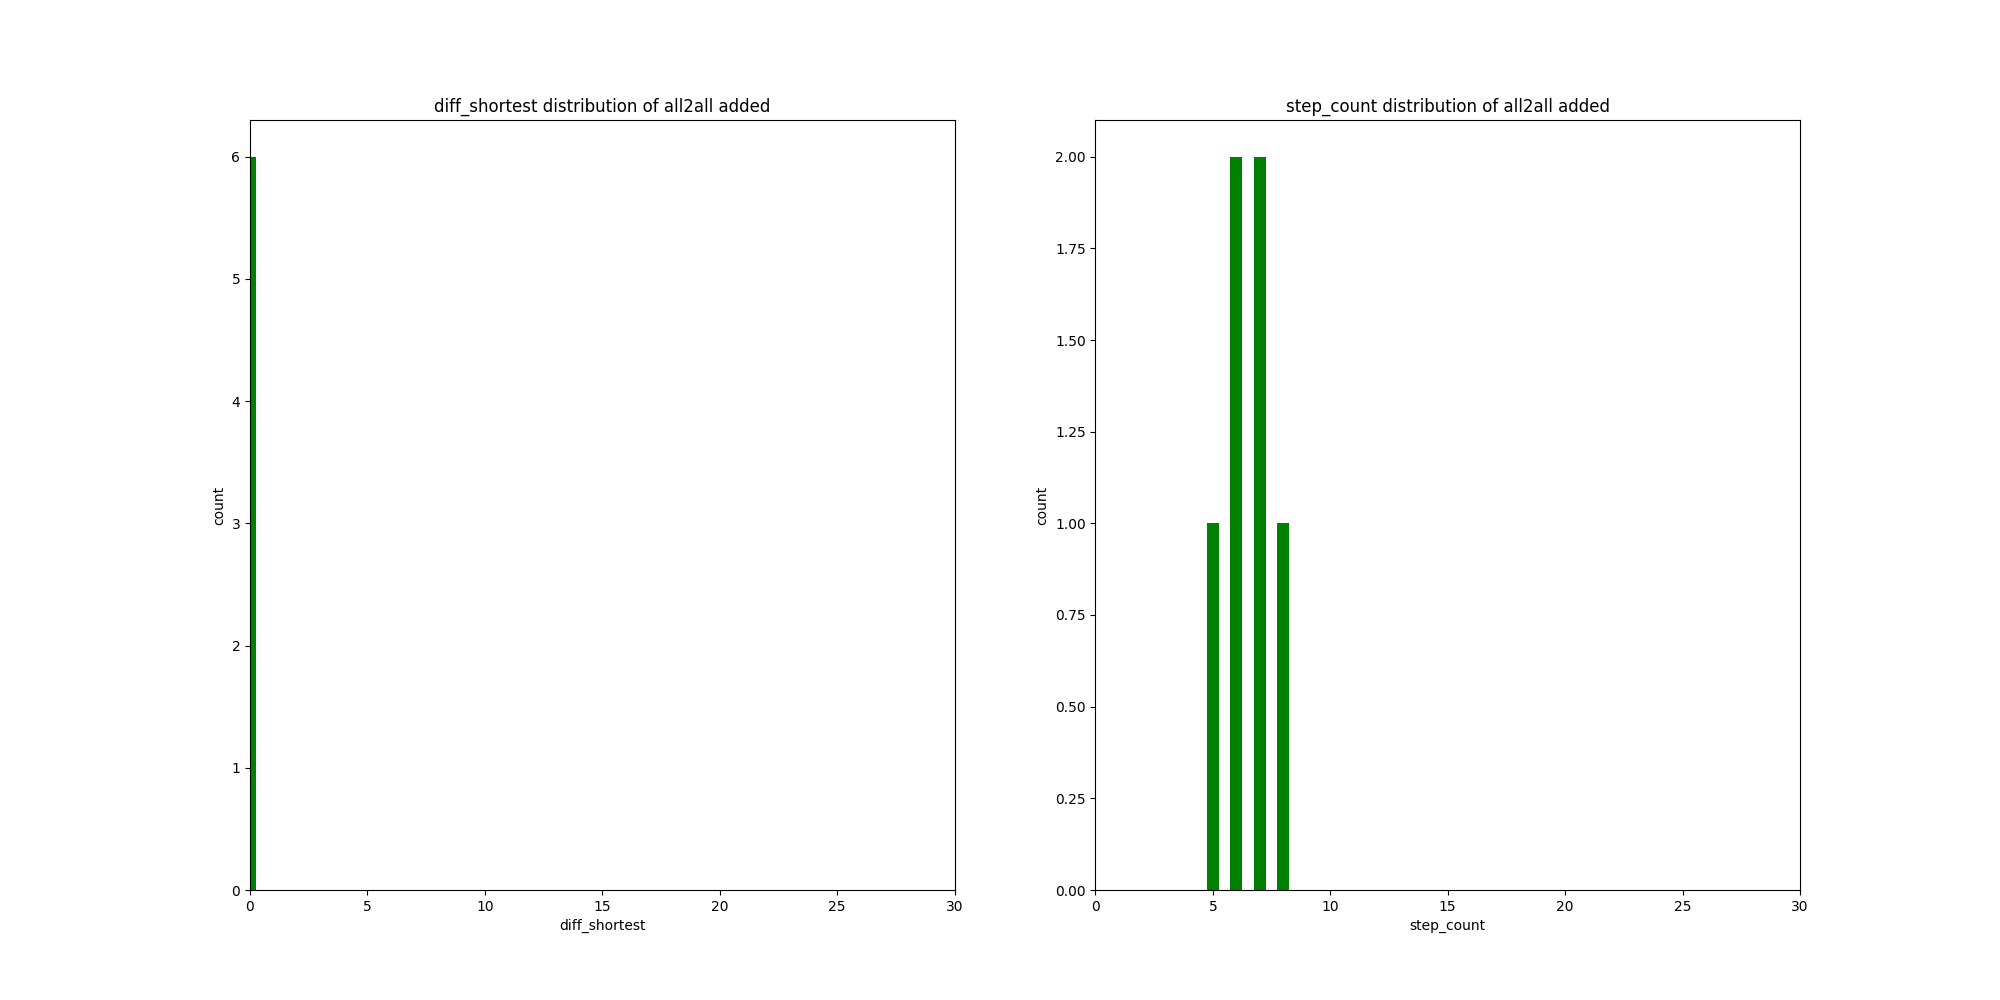 diff_shortest distribution of all2all added
6
5
4
3
2
1
0
count
0 5 10 15 20 25 30
diff_shortest
step_count distribution of all2all added
2.00
1.75
1.50
1.25
1.00
0.75
0.50
0.25
0.00
count
0 5 10 15 20 25 30
step_count